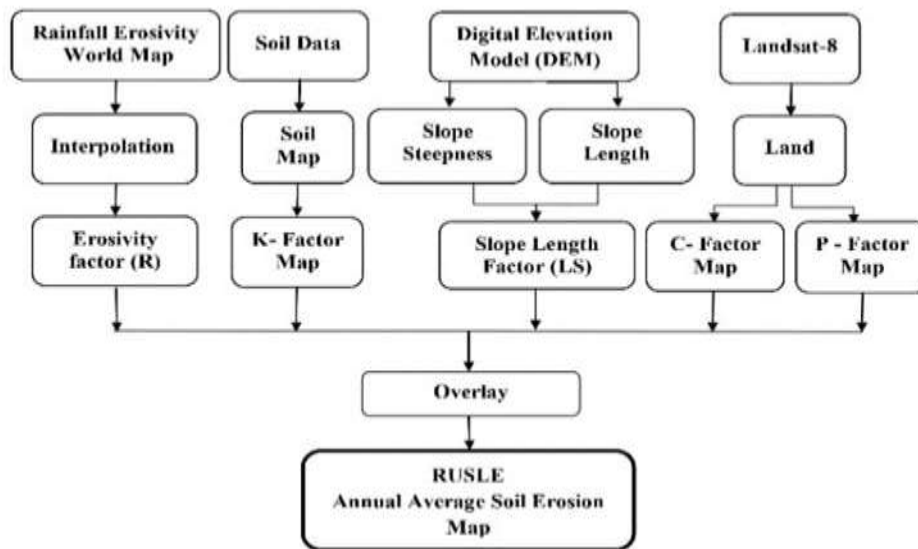 Rainfall Erosivity
World Map
Soil Data
Digital Elevation
Model (DEM)
Landsat-8
Interpolation
Soil
Map
Slope
Steepness
Slope
Length
Land
Erosivity
factor (R)
K- Factor
Map
Slope Length
Factor (LS)
C- Factor
Map
P - Factor
Map
Overlay
RUSLE
Annual Average Soil Erosion
Map